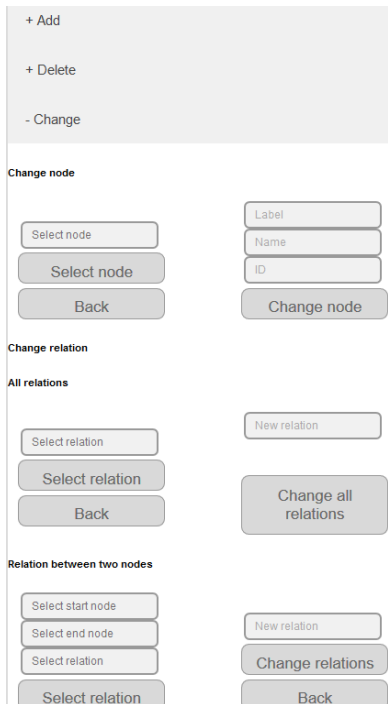 + Add
+ Delete
- Change
Change node
Select node
Select node
Back
Label
Name
ID
Change node
Change relation
All relations
Select relation
Select relation
Back
New relation
Change all
relations
Relation between two nodes
Select start node
Select end node
Select relation
Select relation
New relation
Change relations
Back